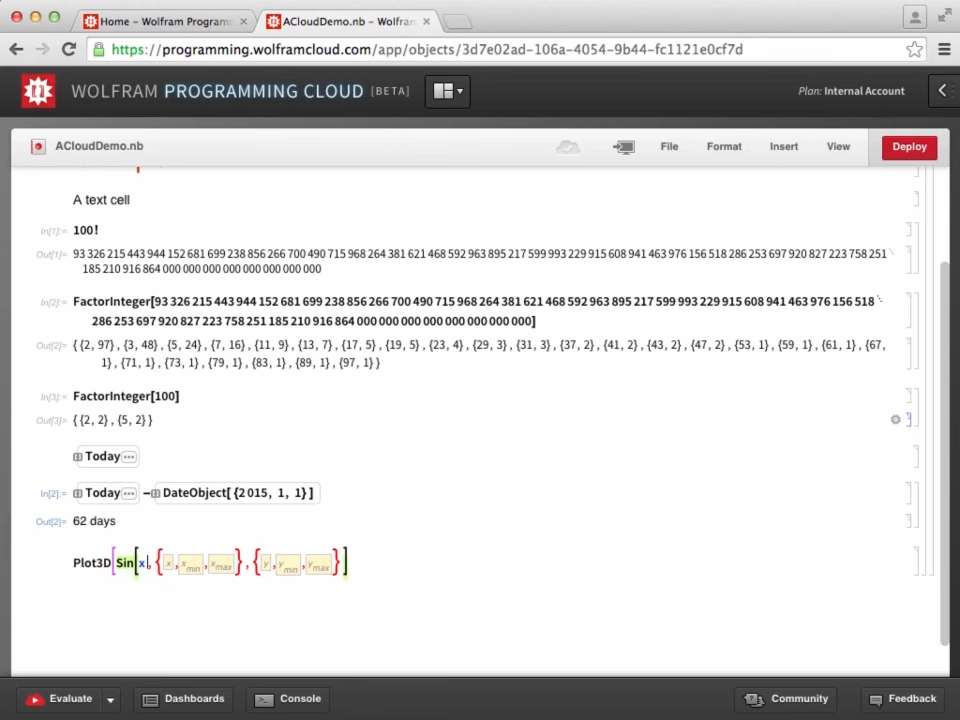 Home – Wolfram Programm
ACloudDemo.nb – Wolfram
https://programming.wolframcloud.com/app/objects/3d7e02ad-106a-4054-9b44-fc1121e0cf7d
WOLFRAM PROGRAMMING CLOUD [BETA]
Plan: Internal Account
ACloudDemo.nb
File Format Insert View Deploy
A text cell
In[1]:= 100!
Out[1]= 93 326 215 443 944 152 681 699 238 856 266 700 490 715 968 264 381 621 468 592 963 895 217 599 993 229 915 608 941 463 976 156 518 286 253 697 920 827 223 758 251
185 210 916 864 000 000 000 000 000 000 000 000
In[2]:= FactorInteger[93 326 215 443 944 152 681 699 238 856 266 700 490 715 968 264 381 621 468 592 963 895 217 599 993 229 915 608 941 463 976 156 518
286 253 697 920 827 223 758 251 185 210 916 864 000 000 000 000 000 000 000 000]
Out[2]= { {2, 97} , {3, 48} , {5, 24} , {7, 16} , {11, 9} , {13, 7} , {17, 5} , {19, 5} , {23, 4} , {29, 3} , {31, 3} , {37, 2} , {41, 2} , {43, 2} , {47, 2} , {53, 1} , {59, 1} , {61, 1} , {67,
1} , {71, 1} , {73, 1} , {79, 1} , {83, 1} , {89, 1} , {97, 1} }
In[3]:= FactorInteger[100]
Out[3]= { {2, 2} , {5, 2} }
Today
In[2]:= Today – DateObject[ {2015, 1, 1} ]
Out[2]= 62 days
Plot3D[Sin[x, {x, xmin, xmax} , {y, ymin, ymax} ]
Evaluate Dashboards Console Community Feedback